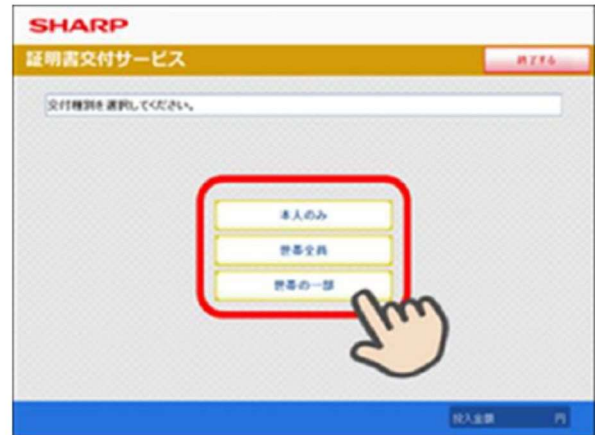 SHARP
証明書交付サービス
終了する
交付種別を選択してください。
本人のみ
世帯全員
世帯の一部
投入金額 円